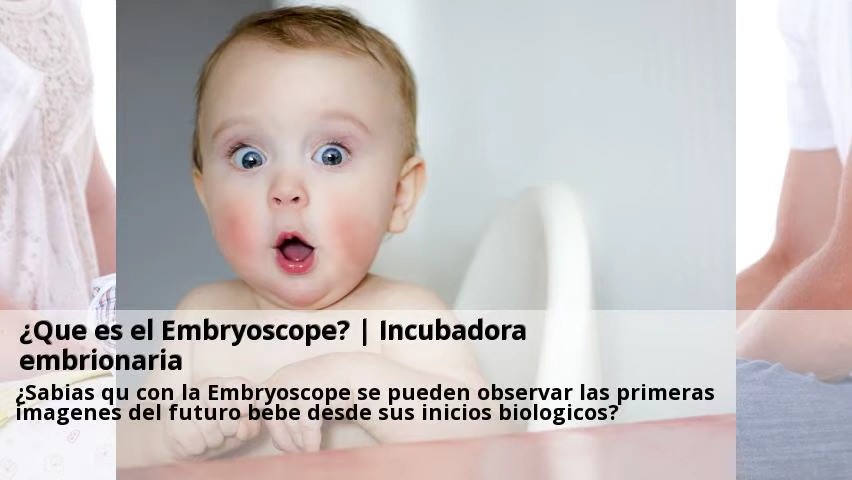 ¿Que es el Embryoscope? | Incubadora
embrionaria
¿Sabias qu con la Embryoscope se pueden observar las primeras
imagenes del futuro bebe desde sus inicios biologicos?